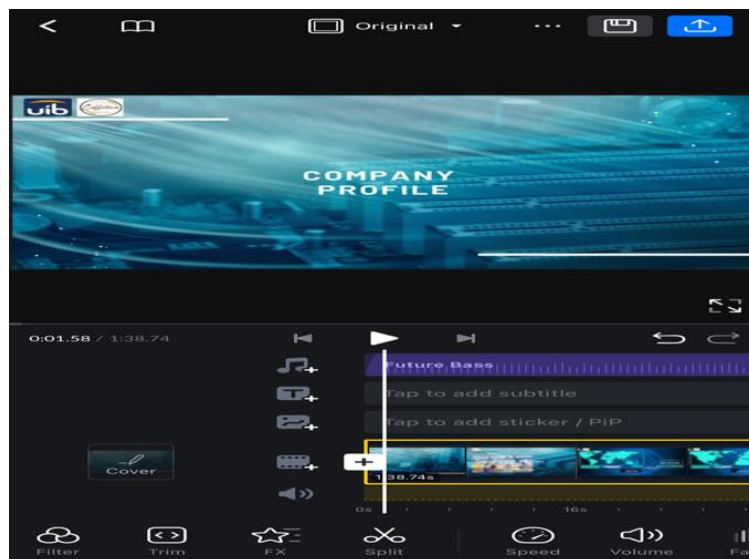 Original
uib
COMPANY
PROFILE
0:01.58 / 1:38.74
Future Bass
Tap to add subtitle
Tap to add sticker / PiP
Cover
1:38.74s
0s
16s
Filter
Trim
FX
Split
Speed
Volume